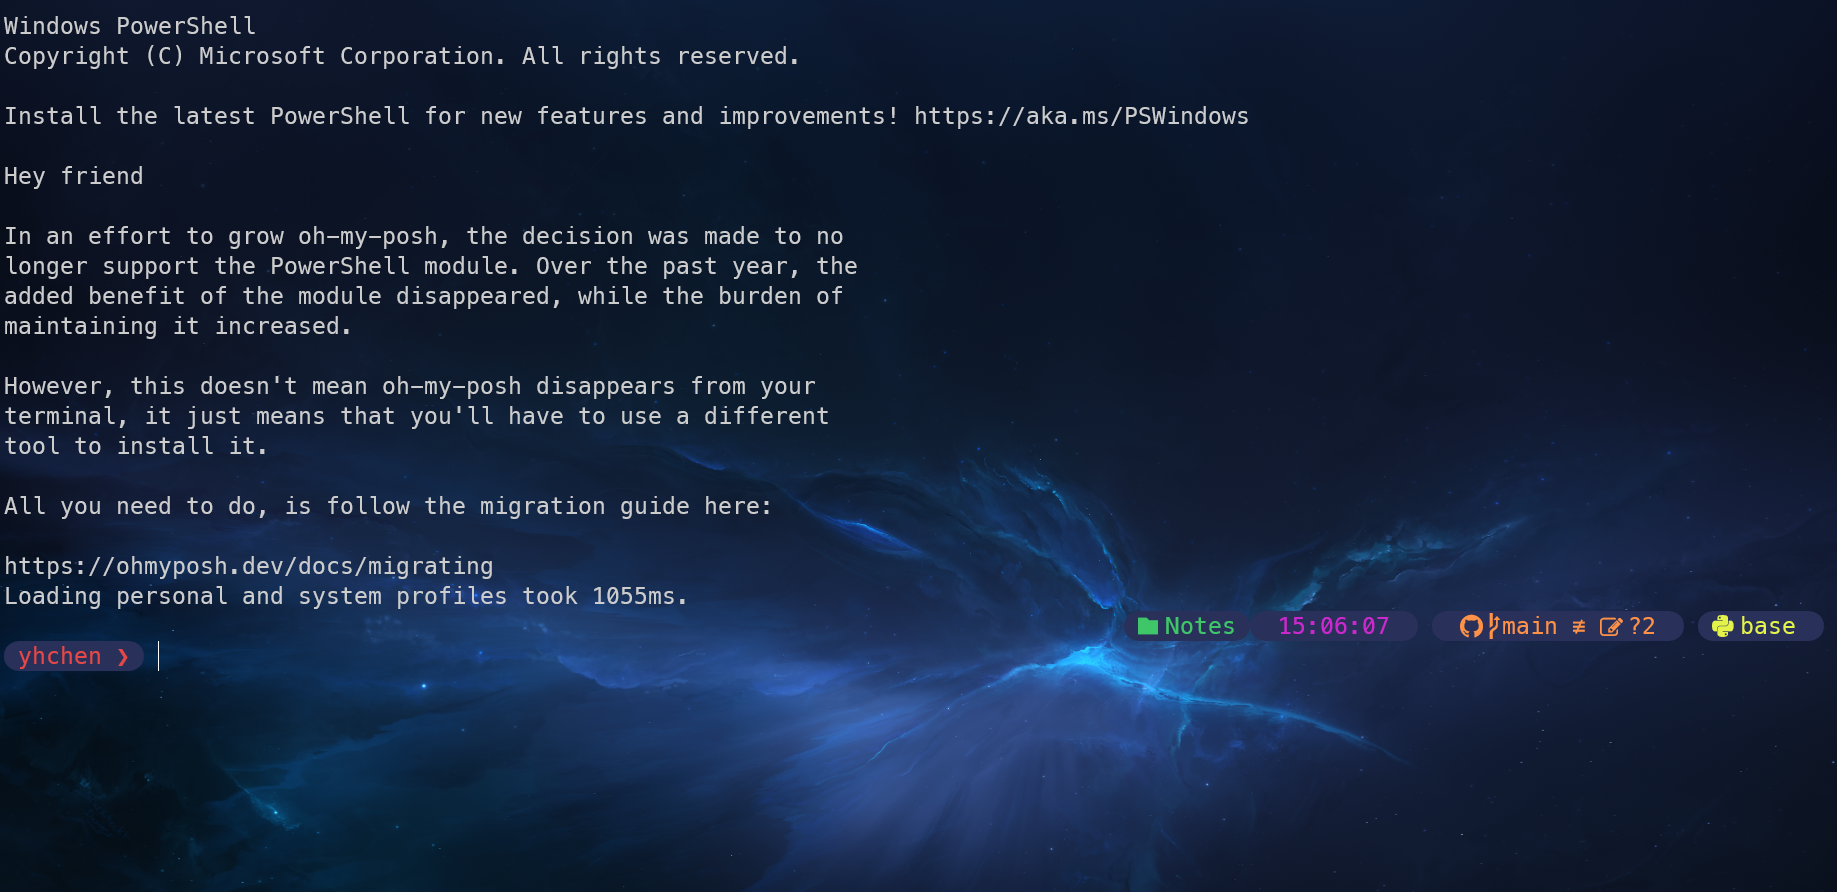 Windows PowerShell
Copyright (C) Microsoft Corporation. All rights reserved.
Install the latest PowerShell for new features and improvements! https://aka.ms/PSWindows
Hey friend
In an effort to grow oh-my-posh, the decision was made to no
longer support the PowerShell module. Over the past year, the
added benefit of the module disappeared, while the burden of
maintaining it increased.
However, this doesn't mean oh-my-posh disappears from your
terminal, it just means that you'll have to use a different
tool to install it.
All you need to do, is follow the migration guide here:
https://ohmyposh.dev/docs/migrating
Loading personal and system profiles took 1055ms.
Notes 15:06:07 main ≢ ?2 base
yhchen ❯